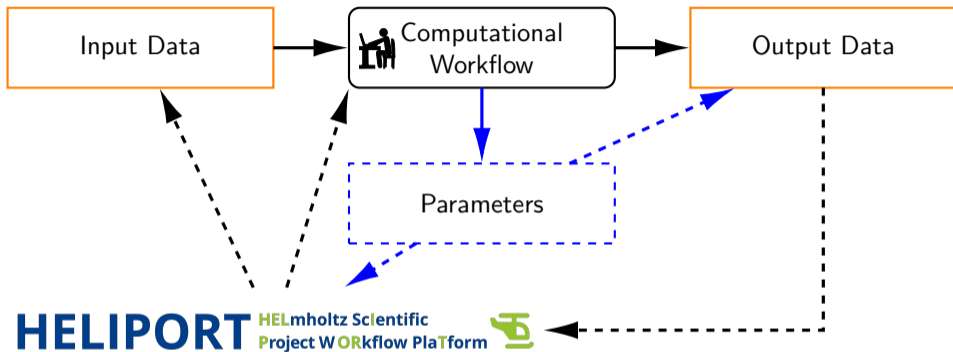 Input Data
Computational
Workflow
Output Data
Parameters
HELIPORT
HELmholtz ScIentific
Project WORkflow PlaTform